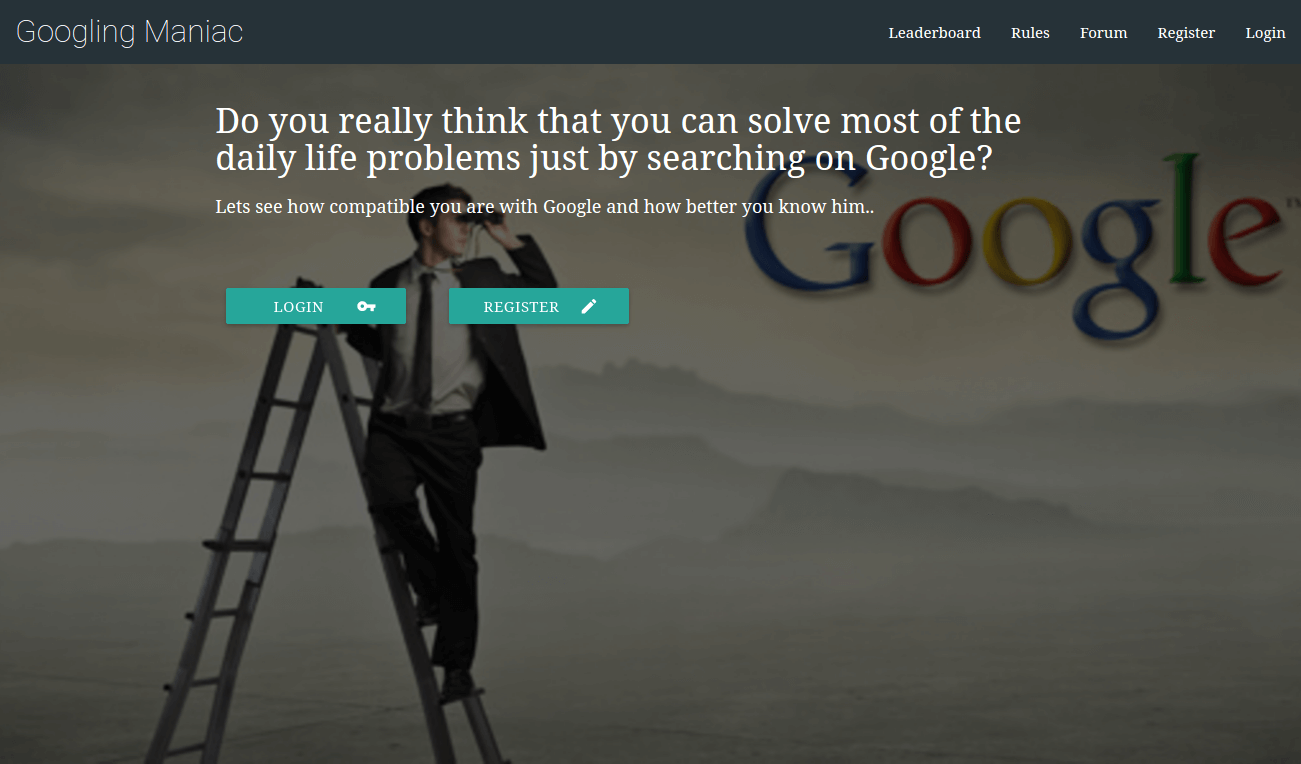 Googling Maniac
Leaderboard Rules Forum Register Login
Do you really think that you can solve most of the
daily life problems just by searching on Google?
Lets see how compatible you are with Google and how better you know him..
Google™
LOGIN
REGISTER